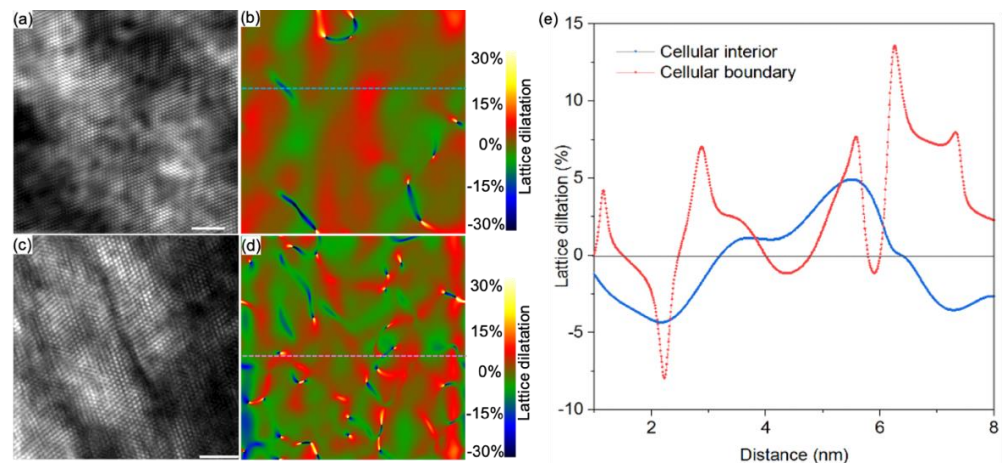 (a)
(b)
30%
15%
0%
-15%
-30%
Lattice dilatation
(c)
(d)
30%
15%
0%
-15%
-30%
Lattice dilatation
(e)
15
10
5
0
-5
-10
Lattice diltation (%)
Cellular interior
Cellular boundary
2
4
6
8
Distance (nm)